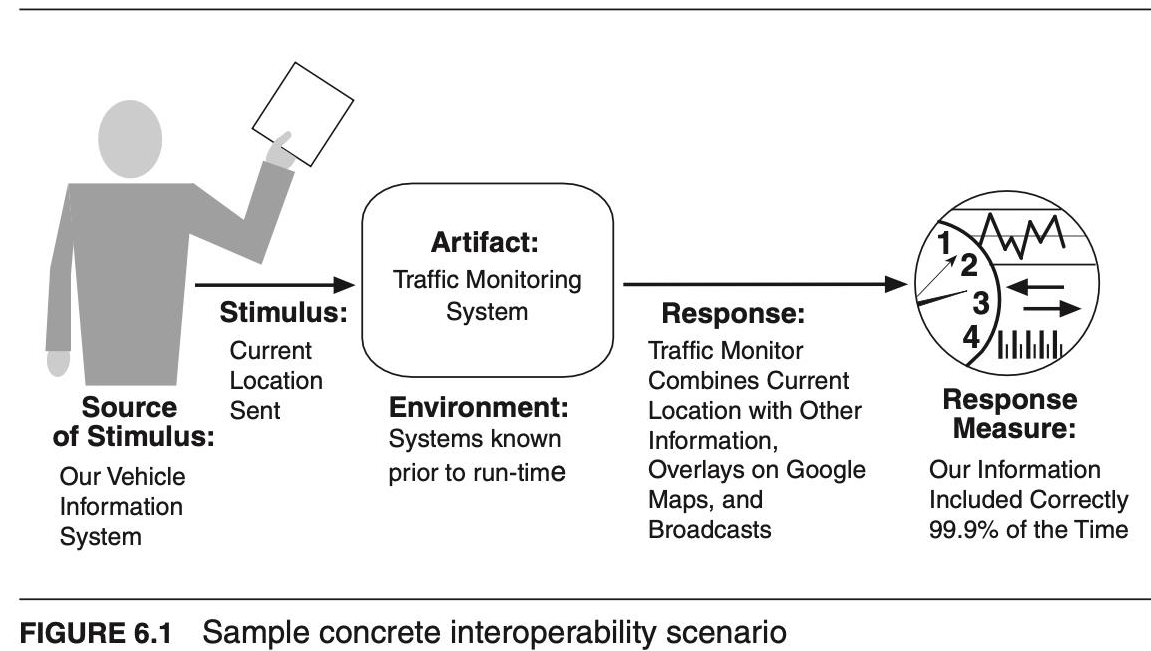 Source
of Stimulus:
Our Vehicle
Information
System
Stimulus:
Current
Location
Sent
Artifact:
Traffic Monitoring
System
Environment:
Systems known
prior to run-time
Response:
Traffic Monitor
Combines Current
Location with Other
Information,
Overlays on Google
Maps, and
Broadcasts
1
2
3
4
Response
Measure:
Our Information
Included Correctly
99.9% of the Time
FIGURE 6.1 Sample concrete interoperability scenario